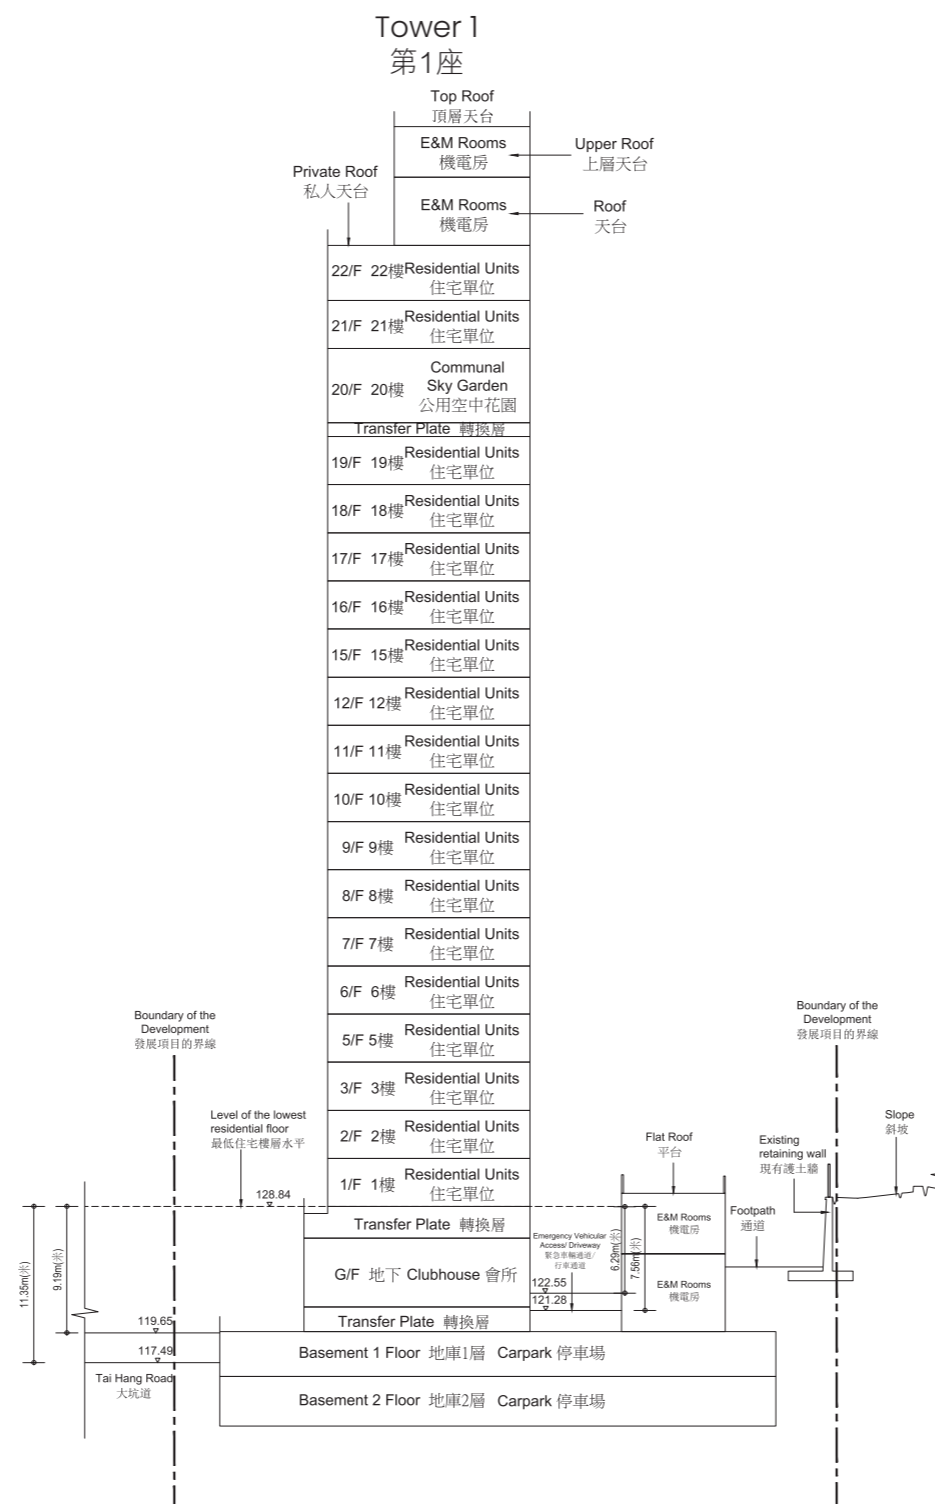 Tower 1
第1座
Top Roof
頂層天台
E&M Rooms
機電房
Upper Roof
上層天台
Private Roof
私人天台
E&M Rooms
機電房
Roof
天台
22/F 22樓 Residential Units
住宅單位
21/F 21樓 Residential Units
住宅單位
20/F 20樓
Communal
Sky Garden
公用空中花園
Transfer Plate 轉換層
19/F 19樓 Residential Units
住宅單位
18/F 18樓 Residential Units
住宅單位
17/F 17樓 Residential Units
住宅單位
16/F 16樓 Residential Units
住宅單位
15/F 15樓 Residential Units
住宅單位
12/F 12樓 Residential Units
住宅單位
11/F 11樓 Residential Units
住宅單位
10/F 10樓 Residential Units
住宅單位
9/F 9樓 Residential Units
住宅單位
8/F 8樓 Residential Units
住宅單位
7/F 7樓 Residential Units
住宅單位
6/F 6樓 Residential Units
住宅單位
5/F 5樓 Residential Units
住宅單位
3/F 3樓 Residential Units
住宅單位
2/F 2樓 Residential Units
住宅單位
1/F 1樓 Residential Units
住宅單位
Boundary of the
Development
發展項目的界線
Boundary of the
Development
發展項目的界線
Level of the lowest
residential floor
最低住宅樓層水平
128.84
Flat Roof
平台
Existing
retaining wall
現有護土牆
Slope
斜坡
Transfer Plate 轉換層
Emergency Vehicular
Access/ Driveway
緊急車輛通道/
行車通道
6.29m(米)
7.56m(米)
E&M Rooms
機電房
Footpath
通道
11.35m(米)
9.19m(米)
G/F 地下 Clubhouse 會所
122.55
121.28
E&M Rooms
機電房
119.65
Transfer Plate 轉換層
117.49
Tai Hang Road
大坑道
Basement 1 Floor 地庫1層 Carpark 停車場
Basement 2 Floor 地庫2層 Carpark 停車場